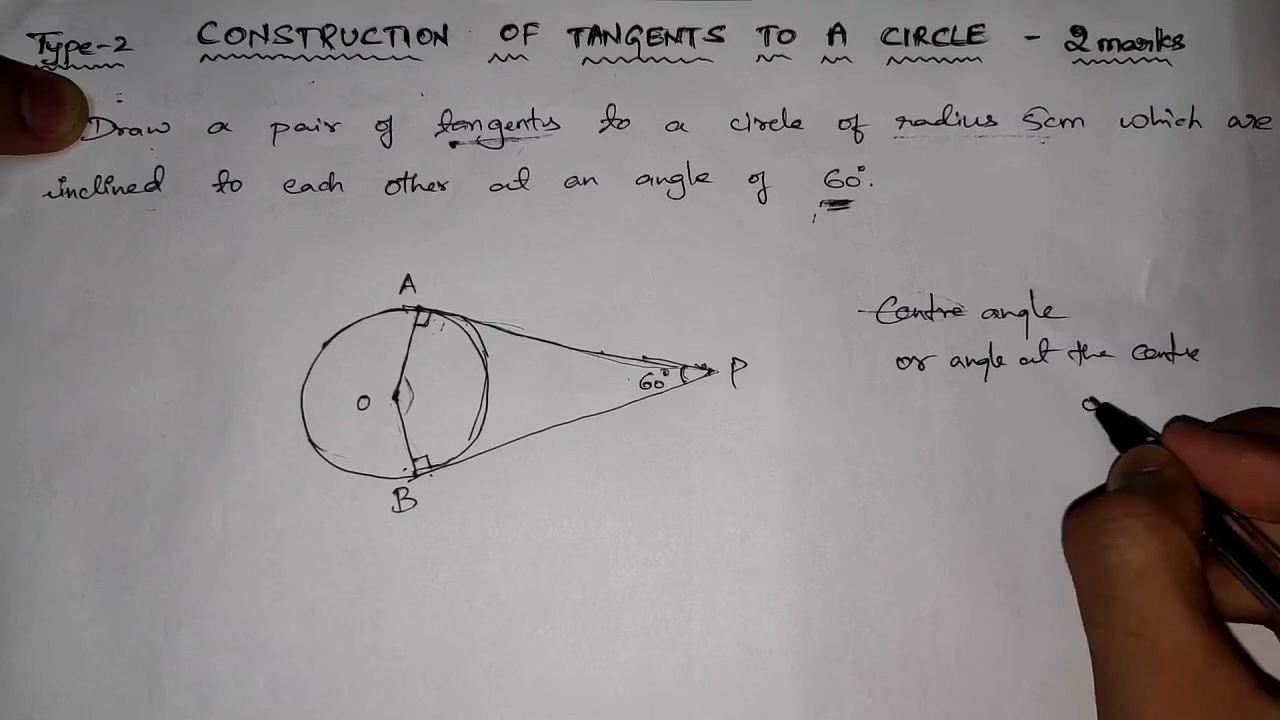 Type-2 CONSTRUCTION OF TANGENTS TO A CIRCLE - 2 marks
Draw a pair of tangents to a circle of radius 5cm which are
inclined to each other at an angle of 60°.
A
Centre angle
or angle at the centre
60° P
O
B